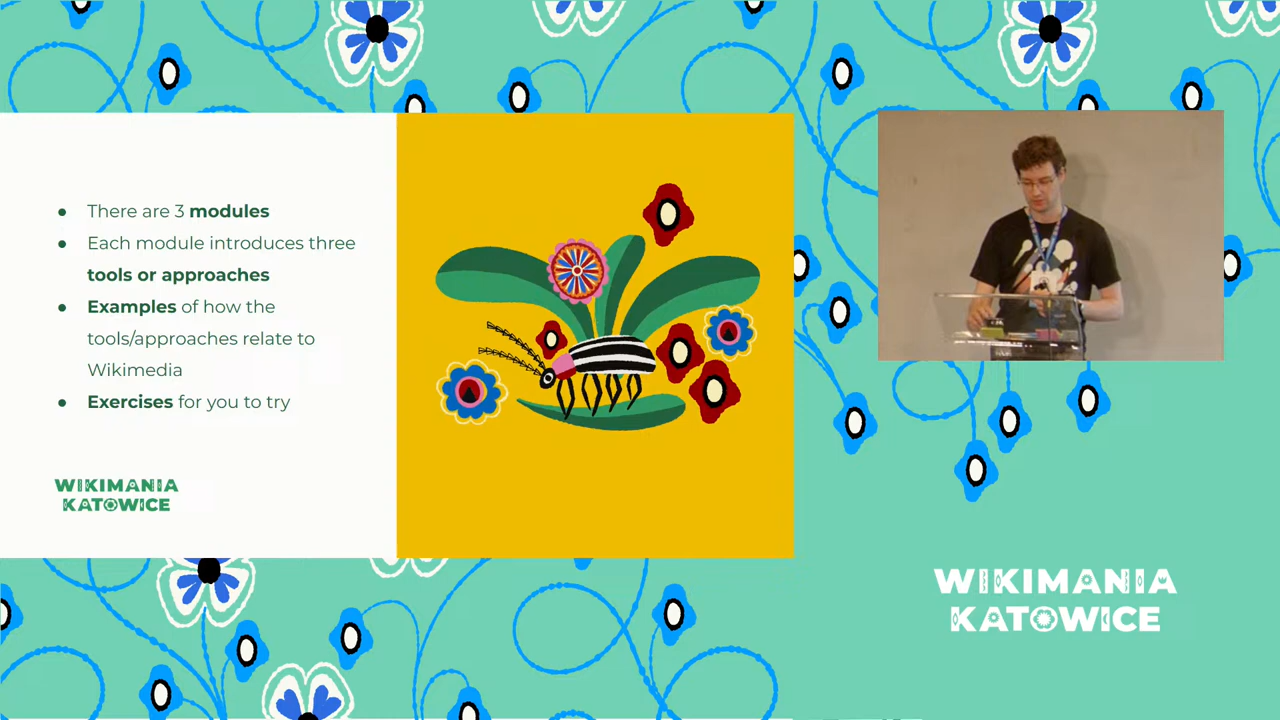 ● There are 3 modules
● Each module introduces three
tools or approaches
● Examples of how the
tools/approaches relate to
Wikimedia
● Exercises for you to try
WIKIMANIA
KATOWICE
WIKIMANIA
KATOWICE